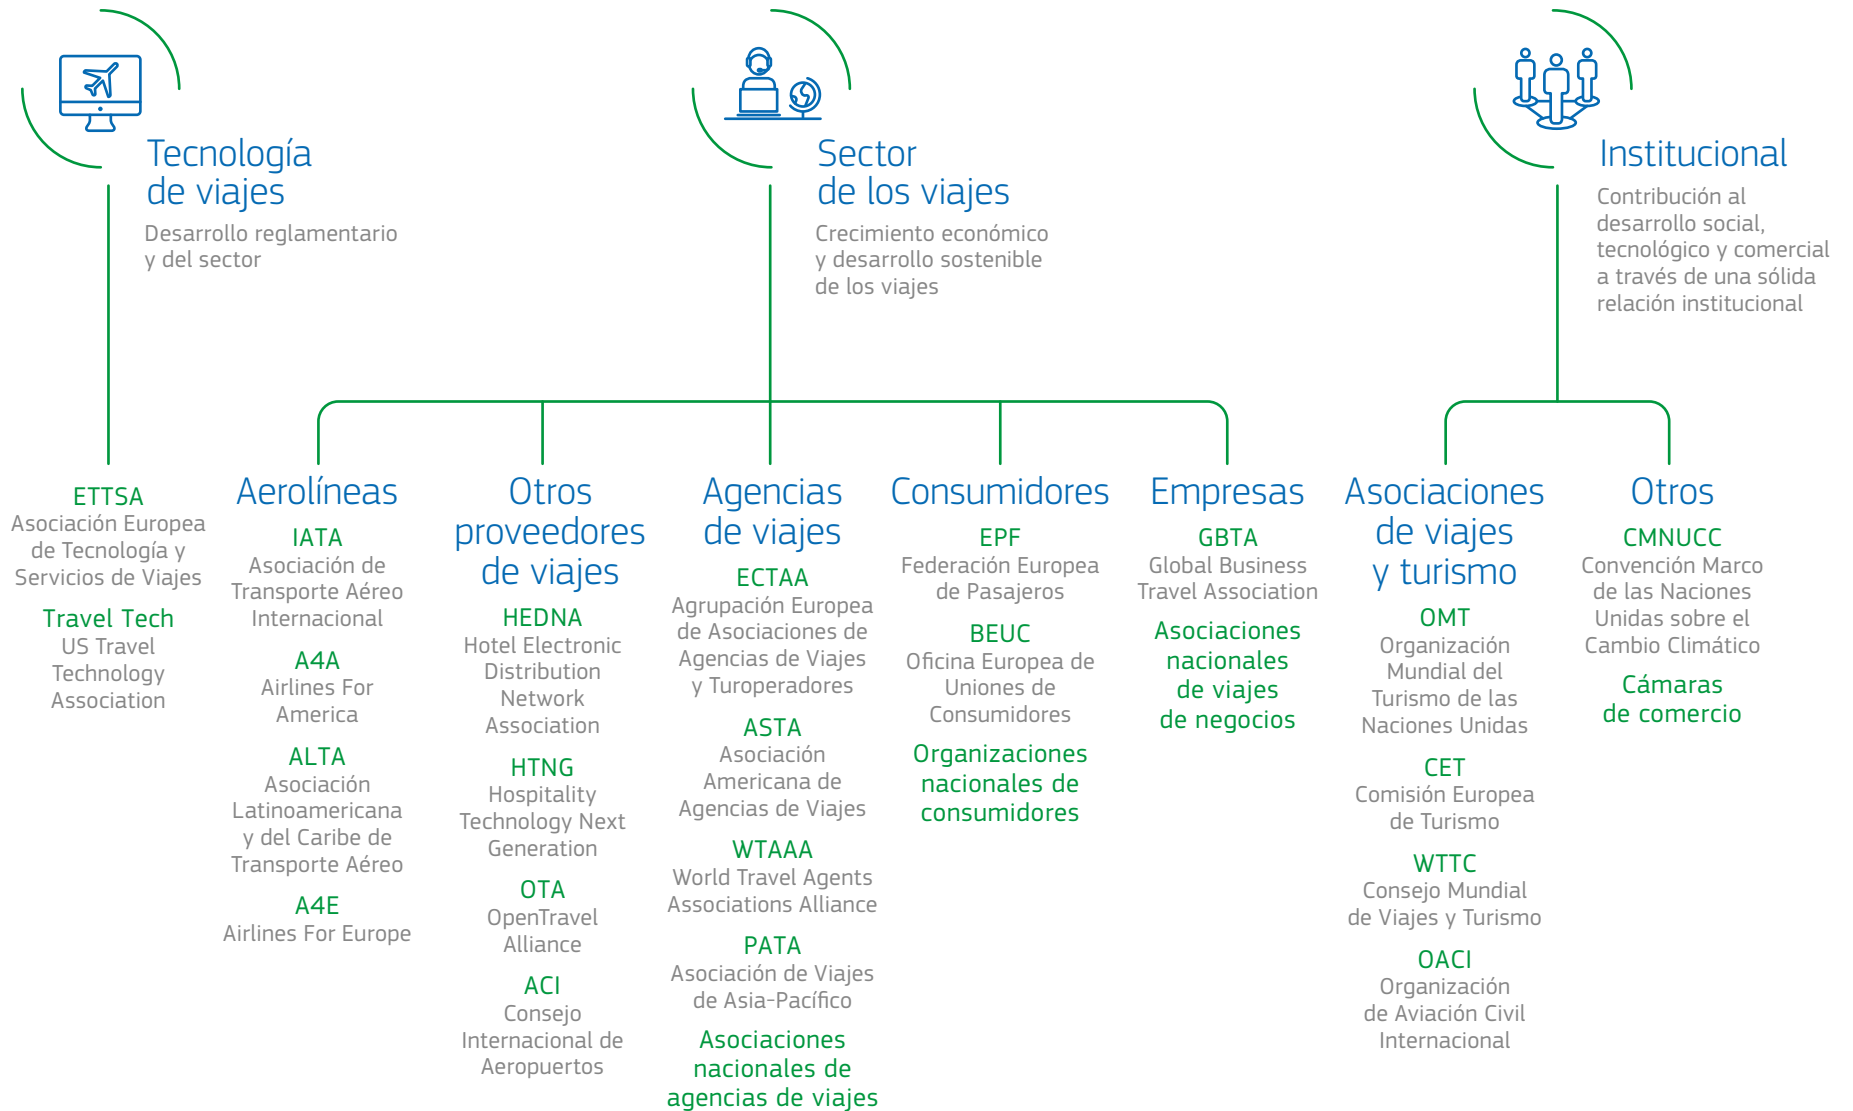 Tecnología
de viajes
Desarrollo reglamentario
y del sector
Sector
de los viajes
Crecimiento económico
y desarrollo sostenible
de los viajes
Institucional
Contribución al
desarrollo social,
tecnológico y comercial
a través de una sólida
relación institucional
ETTSA
Asociación Europea
de Tecnología y
Servicios de Viajes
Travel Tech
US Travel
Technology
Association
Aerolíneas
IATA
Asociación de
Transporte Aéreo
Internacional
A4A
Airlines For
America
ALTA
Asociación
Latinoamericana
y del Caribe de
Transporte Aéreo
A4E
Airlines For Europe
Otros
proveedores
de viajes
HEDNA
Hotel Electronic
Distribution
Network
Association
HTNG
Hospitality
Technology Next
Generation
OTA
OpenTravel
Alliance
ACI
Consejo
Internacional de
Aeropuertos
Agencias
de viajes
ECTAA
Agrupación Europea
de Asociaciones de
Agencias de Viajes
y Turoperadores
ASTA
Asociación
Americana de
Agencias de Viajes
WTAAA
World Travel Agents
Associations Alliance
PATA
Asociación de Viajes
de Asia-Pacífico
Asociaciones
nacionales de
agencias de viajes
Consumidores
EPF
Federación Europea
de Pasajeros
BEUC
Oficina Europea de
Uniones de
Consumidores
Organizaciones
nacionales de
consumidores
Empresas
GBTA
Global Business
Travel Association
Asociaciones
nacionales
de viajes
de negocios
Asociaciones
de viajes
y turismo
OMT
Organización
Mundial del
Turismo de las
Naciones Unidas
CET
Comisión Europea
de Turismo
WTTC
Consejo Mundial
de Viajes y Turismo
OACI
Organización
de Aviación Civil
Internacional
Otros
CMNUCC
Convención Marco
de las Naciones
Unidas sobre el
Cambio Climático
Cámaras
de comercio